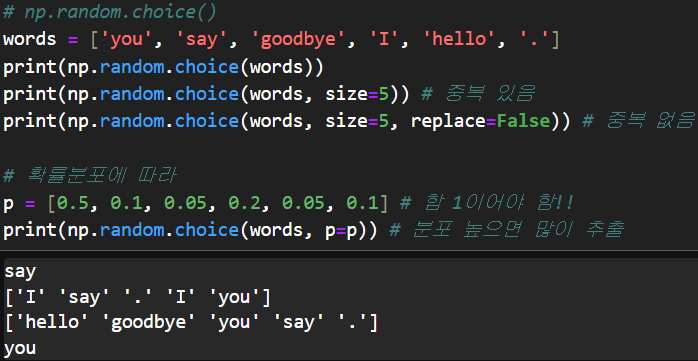 # np.random.choice()
words = ['you', 'say', 'goodbye', 'I', 'hello', '.']
print(np.random.choice(words))
print(np.random.choice(words, size=5)) # 중복 있음
print(np.random.choice(words, size=5, replace=False)) # 중복 없음
# 확률분포에 따라
p = [0.5, 0.1, 0.05, 0.2, 0.05, 0.1] # 합 1이어야 함!!
print(np.random.choice(words, p=p)) # 분포 높으면 많이 추출
say
['I' 'say' '.' 'I' 'you']
['hello' 'goodbye' 'you' 'say' '.']
you